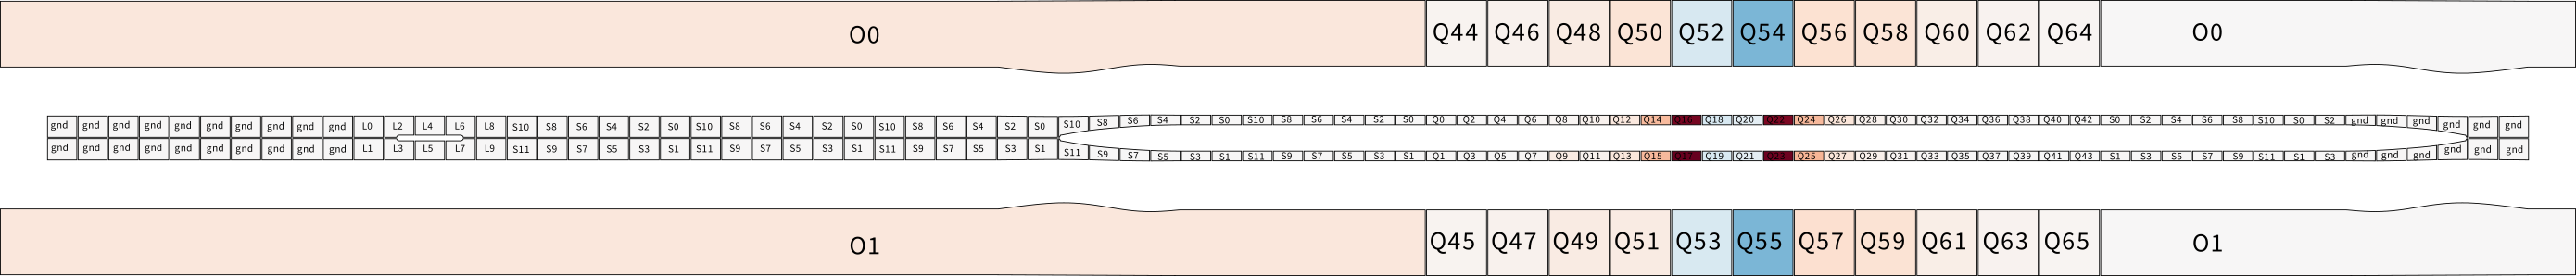 O0 Q44 Q46 Q48 Q50 Q52 Q54 Q56 Q58 Q60 Q62 Q64 O0
gnd gnd gnd gnd gnd gnd gnd gnd gnd gnd L0 L2 L4 L6 L8 S10 S8 S6 S4 S2 S0 S10 S8 S6 S4 S2 S0 S10 S8 S6 S4 S2 S0 S10 S8 S6 S4 S2 S0 S10 S8 S6 S4 S2 S0 Q0 Q2 Q4 Q6 Q8 Q10 Q12 Q14 Q16 Q18 Q20 Q22 Q24 Q26 Q28 Q30 Q32 Q34 Q36 Q38 Q40 Q42 S0 S2 S4 S6 S8 S10 S0 S2 gnd gnd gnd gnd gnd gnd
gnd gnd gnd gnd gnd gnd gnd gnd gnd gnd L1 L3 L5 L7 L9 S11 S9 S7 S5 S3 S1 S11 S9 S7 S5 S3 S1 S11 S9 S7 S5 S3 S1 S11 S9 S7 S5 S3 S1 S11 S9 S7 S5 S3 S1 Q1 Q3 Q5 Q7 Q9 Q11 Q13 Q15 Q17 Q19 Q21 Q23 Q25 Q27 Q29 Q31 Q33 Q35 Q37 Q39 Q41 Q43 S1 S3 S5 S7 S9 S11 S1 S3 gnd gnd gnd gnd gnd gnd
O1 Q45 Q47 Q49 Q51 Q53 Q55 Q57 Q59 Q61 Q63 Q65 O1